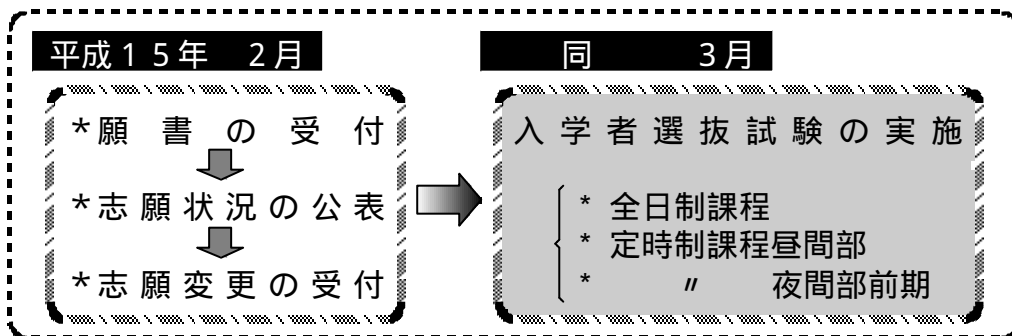 平成15年 2月
*願書の受付
*志願状況の公表
*志願変更の受付
同 3月
入学者選抜試験の実施
* 全日制課程
* 定時制課程昼間部
* 〃 夜間部前期